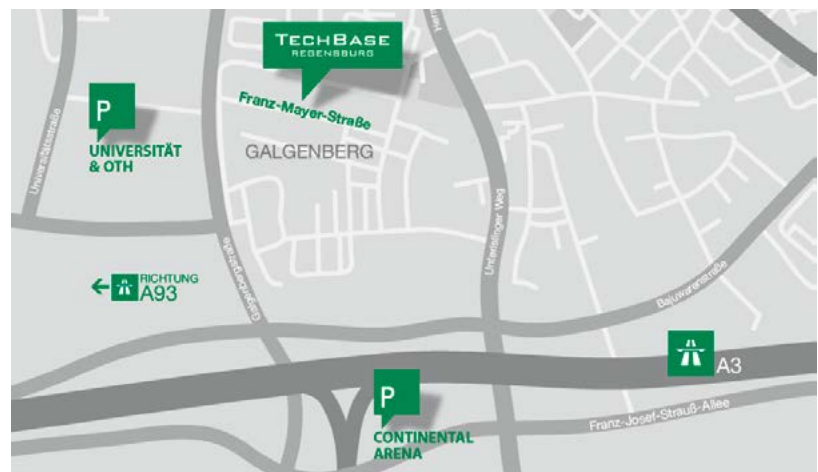 TECHBASE
REGENSBURG
Her
P
Franz-Mayer-Straße
UNIVERSITÄT
& OTH
GALGENBERG
Universitätsstraße
Unterislinger Weg
Galgenbergstraße
RICHTUNG
A93
Bajuwarenstraße
A3
P
Franz-Josef-Strauß-Allee
CONTINENTAL
ARENA